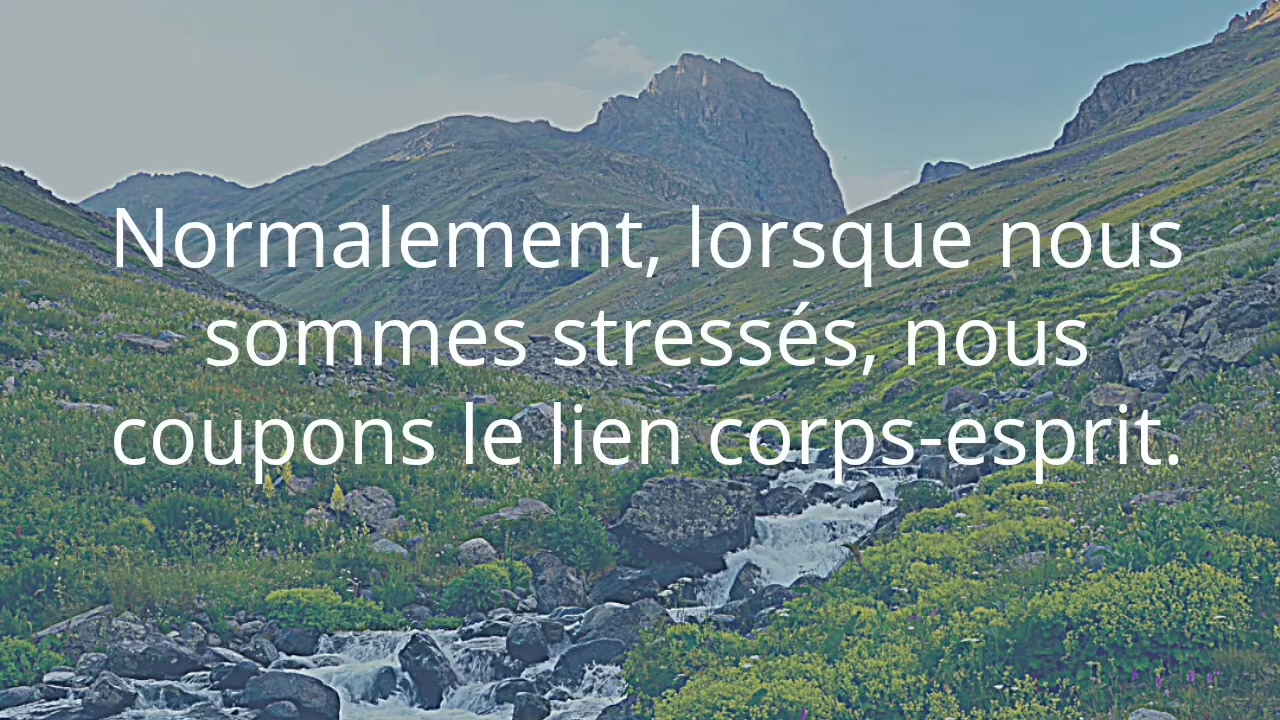 Normalement, lorsque nous
sommes stressés, nous
coupons le lien corps-esprit.